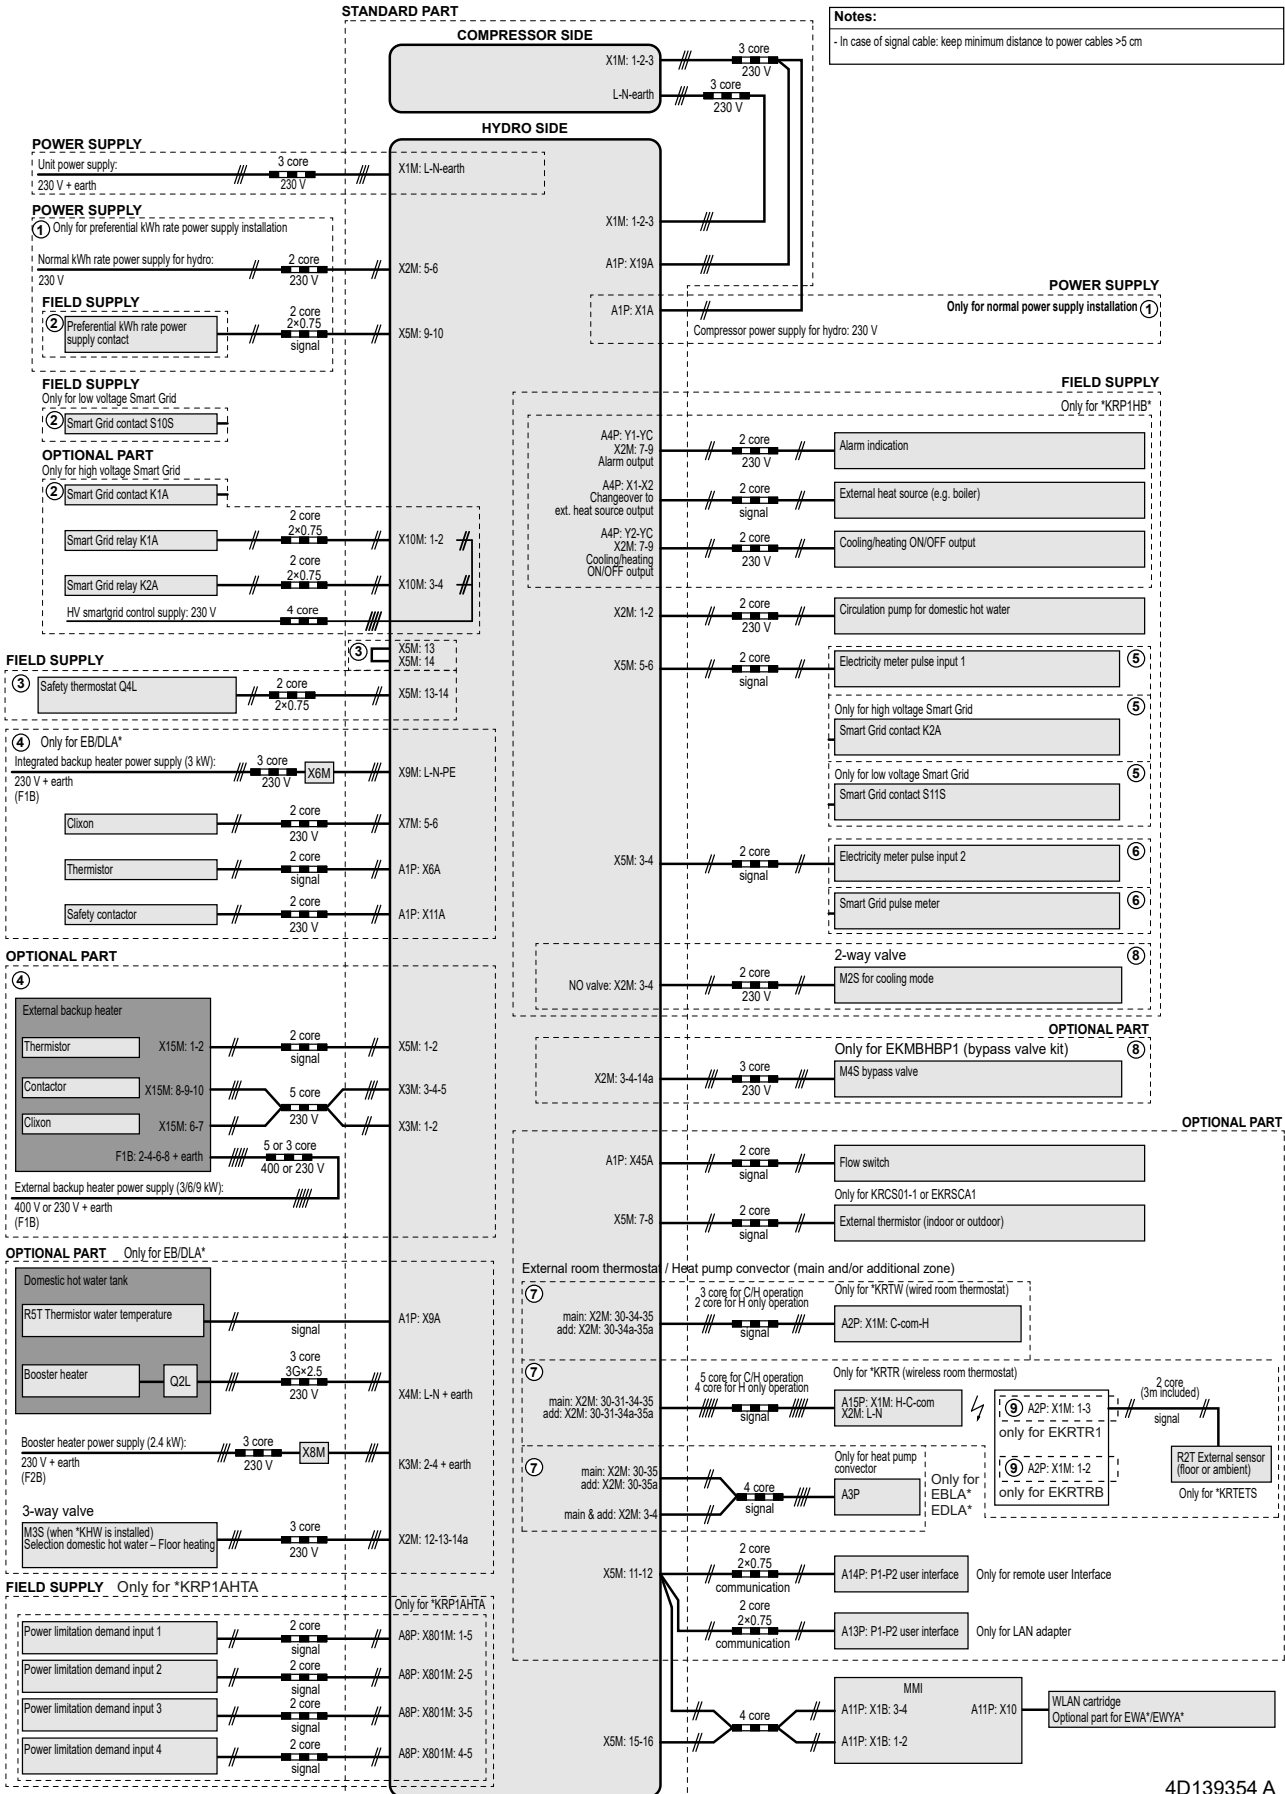 STANDARD PART
COMPRESSOR SIDE
X1M: 1-2-3
3 core
230 V
L-N-earth
3 core
230 V
Notes:
- In case of signal cable: keep minimum distance to power cables >5 cm
HYDRO SIDE
POWER SUPPLY
Unit power supply:
230 V + earth
3 core
230 V
X1M: L-N-earth
X1M: 1-2-3
A1P: X19A
POWER SUPPLY
① Only for preferential kWh rate power supply installation
Normal kWh rate power supply for hydro:
230 V
2 core
230 V
X2M: 5-6
FIELD SUPPLY
② Preferential kWh rate power
supply contact
2 core
2×0.75
signal
X5M: 9-10
POWER SUPPLY
Only for normal power supply installation ①
A1P: X1A
Compressor power supply for hydro: 230 V
FIELD SUPPLY
Only for low voltage Smart Grid
② Smart Grid contact S10S
OPTIONAL PART
Only for high voltage Smart Grid
② Smart Grid contact K1A
Smart Grid relay K1A
2 core
2×0.75
X10M: 1-2
Smart Grid relay K2A
2 core
2×0.75
X10M: 3-4
HV smartgrid control supply: 230 V
4 core
③
X5M: 13
X5M: 14
FIELD SUPPLY
③ Safety thermostat Q4L
2 core
2×0.75
X5M: 13-14
④ Only for EB/DLA*
Integrated backup heater power supply (3 kW):
230 V + earth
(F1B)
3 core
230 V
X6M
X9M: L-N-PE
Clixon
2 core
230 V
X7M: 5-6
Thermistor
2 core
signal
A1P: X6A
Safety contactor
2 core
230 V
A1P: X11A
OPTIONAL PART
④
External backup heater
Thermistor
X15M: 1-2
2 core
signal
X5M: 1-2
Contactor
X15M: 8-9-10
5 core
230 V
X3M: 3-4-5
Clixon
X15M: 6-7
X3M: 1-2
F1B: 2-4-6-8 + earth
5 or 3 core
400 or 230 V
External backup heater power supply (3/6/9 kW):
400 V or 230 V + earth
(F1B)
OPTIONAL PART Only for EB/DLA*
Domestic hot water tank
R5T Thermistor water temperature
signal
A1P: X9A
Booster heater
Q2L
3 core
3G×2.5
230 V
X4M: L-N + earth
Booster heater power supply (2.4 kW):
230 V + earth
(F2B)
3 core
230 V
X8M
K3M: 2-4 + earth
3-way valve
M3S (when *KHW is installed)
Selection domestic hot water – Floor heating
3 core
230 V
X2M: 12-13-14a
FIELD SUPPLY Only for *KRP1AHTA
Only for *KRP1AHTA
Power limitation demand input 1
2 core
signal
A8P: X801M: 1-5
Power limitation demand input 2
2 core
signal
A8P: X801M: 2-5
Power limitation demand input 3
2 core
signal
A8P: X801M: 3-5
Power limitation demand input 4
2 core
signal
A8P: X801M: 4-5
FIELD SUPPLY
Only for *KRP1HB*
A4P: Y1-YC
X2M: 7-9
Alarm output
2 core
230 V
Alarm indication
A4P: X1-X2
Changeover to
ext. heat source output
2 core
signal
External heat source (e.g. boiler)
A4P: Y2-YC
X2M: 7-9
Cooling/heating
ON/OFF output
2 core
230 V
Cooling/heating ON/OFF output
X2M: 1-2
2 core
230 V
Circulation pump for domestic hot water
X5M: 5-6
2 core
signal
Electricity meter pulse input 1 ⑤
Only for high voltage Smart Grid ⑤
Smart Grid contact K2A
Only for low voltage Smart Grid ⑤
Smart Grid contact S11S
X5M: 3-4
2 core
signal
Electricity meter pulse input 2 ⑥
Smart Grid pulse meter ⑥
2-way valve ⑧
NO valve: X2M: 3-4
2 core
230 V
M2S for cooling mode
OPTIONAL PART
Only for EKMBHBP1 (bypass valve kit) ⑧
X2M: 3-4-14a
3 core
230 V
M4S bypass valve
OPTIONAL PART
A1P: X45A
2 core
signal
Flow switch
Only for KRCS01-1 or EKRSCA1
X5M: 7-8
2 core
signal
External thermistor (indoor or outdoor)
External room thermostat / Heat pump convector (main and/or additional zone)
⑦
3 core for C/H operation
2 core for H only operation
Only for *KRTW (wired room thermostat)
main: X2M: 30-34-35
add: X2M: 30-34a-35a
signal
A2P: X1M: C-com-H
⑦
5 core for C/H operation
4 core for H only operation
Only for *KRTR (wireless room thermostat)
main: X2M: 30-31-34-35
add: X2M: 30-31-34a-35a
signal
A15P: X1M: H-C-com
X2M: L-N
⑨ A2P: X1M: 1-3
only for EKRTR1
⑨ A2P: X1M: 1-2
only for EKRTRB
2 core
(3m included)
signal
R2T External sensor
(floor or ambient)
Only for *KRTETS
⑦
main: X2M: 30-35
add: X2M: 30-35a
main & add: X2M: 3-4
4 core
signal
Only for heat pump
convector
A3P
Only for
EBLA*
EDLA*
X5M: 11-12
2 core
2×0.75
communication
A14P: P1-P2 user interface
Only for remote user Interface
2 core
2×0.75
communication
A13P: P1-P2 user interface
Only for LAN adapter
X5M: 15-16
4 core
MMI
A11P: X1B: 3-4
A11P: X1B: 1-2
A11P: X10
WLAN cartridge
Optional part for EWA*/EWYA*
4D139354 A